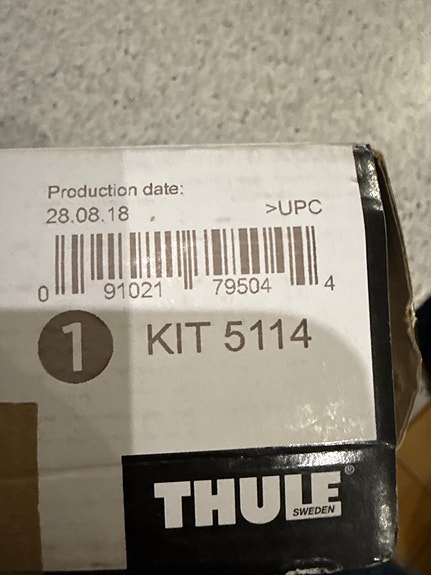 Production date:
28.08.18 >UPC
0 91021 79504 4
1 KIT 5114
THULE®
SWEDEN